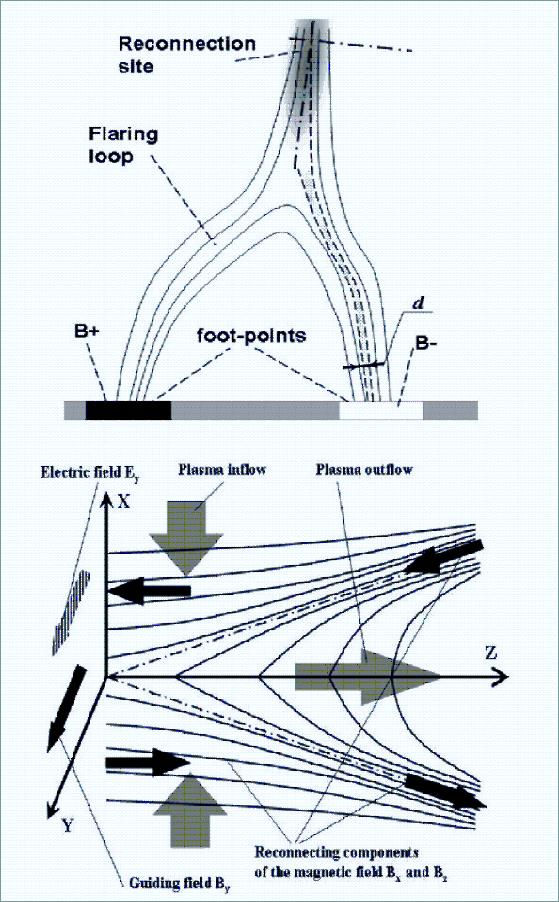 Reconnection
site
Flaring
loop
d
B+
foot-points
B-
Electric field Ey
Plasma inflow
Plasma outflow
X
Z
Y
Reconnecting components
of the magnetic field Bx and Bz
Guiding field By